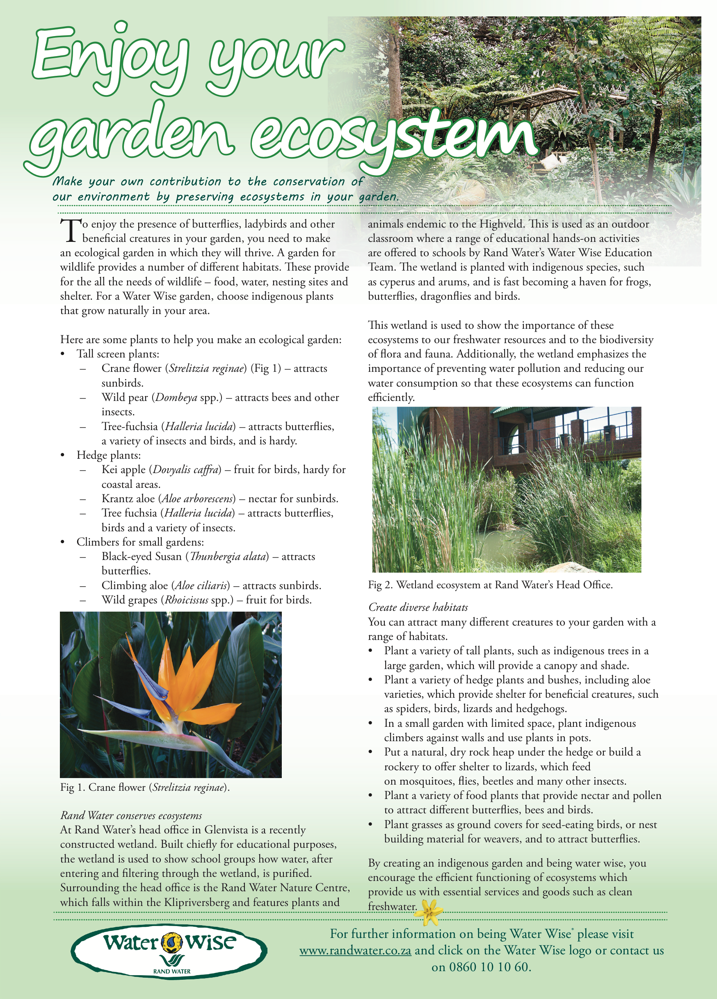 Enjoy your
garden ecosystem
Make your own contribution to the conservation of
our environment by preserving ecosystems in your garden.
To enjoy the presence of butterflies, ladybirds and other
beneficial creatures in your garden, you need to make
an ecological garden in which they will thrive. A garden for
wildlife provides a number of different habitats. These provide
for the all the needs of wildlife – food, water, nesting sites and
shelter. For a Water Wise garden, choose indigenous plants
that grow naturally in your area.
Here are some plants to help you make an ecological garden:
• Tall screen plants:
– Crane flower (Strelitzia reginae) (Fig 1) – attracts
sunbirds.
– Wild pear (Dombeya spp.) – attracts bees and other
insects.
– Tree-fuchsia (Halleria lucida) – attracts butterflies,
a variety of insects and birds, and is hardy.
• Hedge plants:
– Kei apple (Dovyalis caffra) – fruit for birds, hardy for
coastal areas.
– Krantz aloe (Aloe arborescens) – nectar for sunbirds.
– Tree fuchsia (Halleria lucida) – attracts butterflies,
birds and a variety of insects.
• Climbers for small gardens:
– Black-eyed Susan (Thunbergia alata) – attracts
butterflies.
– Climbing aloe (Aloe ciliaris) – attracts sunbirds.
– Wild grapes (Rhoicissus spp.) – fruit for birds.
Fig 1. Crane flower (Strelitzia reginae).
Rand Water conserves ecosystems
At Rand Water’s head office in Glenvista is a recently
constructed wetland. Built chiefly for educational purposes,
the wetland is used to show school groups how water, after
entering and filtering through the wetland, is purified.
Surrounding the head office is the Rand Water Nature Centre,
which falls within the Klipriversberg and features plants and
animals endemic to the Highveld. This is used as an outdoor
classroom where a range of educational hands-on activities
are offered to schools by Rand Water’s Water Wise Education
Team. The wetland is planted with indigenous species, such
as cyperus and arums, and is fast becoming a haven for frogs,
butterflies, dragonflies and birds.
This wetland is used to show the importance of these
ecosystems to our freshwater resources and to the biodiversity
of flora and fauna. Additionally, the wetland emphasizes the
importance of preventing water pollution and reducing our
water consumption so that these ecosystems can function
efficiently.
Fig 2. Wetland ecosystem at Rand Water’s Head Office.
Create diverse habitats
You can attract many different creatures to your garden with a
range of habitats.
• Plant a variety of tall plants, such as indigenous trees in a
large garden, which will provide a canopy and shade.
• Plant a variety of hedge plants and bushes, including aloe
varieties, which provide shelter for beneficial creatures, such
as spiders, birds, lizards and hedgehogs.
• In a small garden with limited space, plant indigenous
climbers against walls and use plants in pots.
• Put a natural, dry rock heap under the hedge or build a
rockery to offer shelter to lizards, which feed
on mosquitoes, flies, beetles and many other insects.
• Plant a variety of food plants that provide nectar and pollen
to attract different butterflies, bees and birds.
• Plant grasses as ground covers for seed-eating birds, or nest
building material for weavers, and to attract butterflies.
By creating an indigenous garden and being water wise, you
encourage the efficient functioning of ecosystems which
provide us with essential services and goods such as clean
freshwater.
Water Wise
RAND WATER
For further information on being Water Wise® please visit
www.randwater.co.za and click on the Water Wise logo or contact us
on 0860 10 10 60.